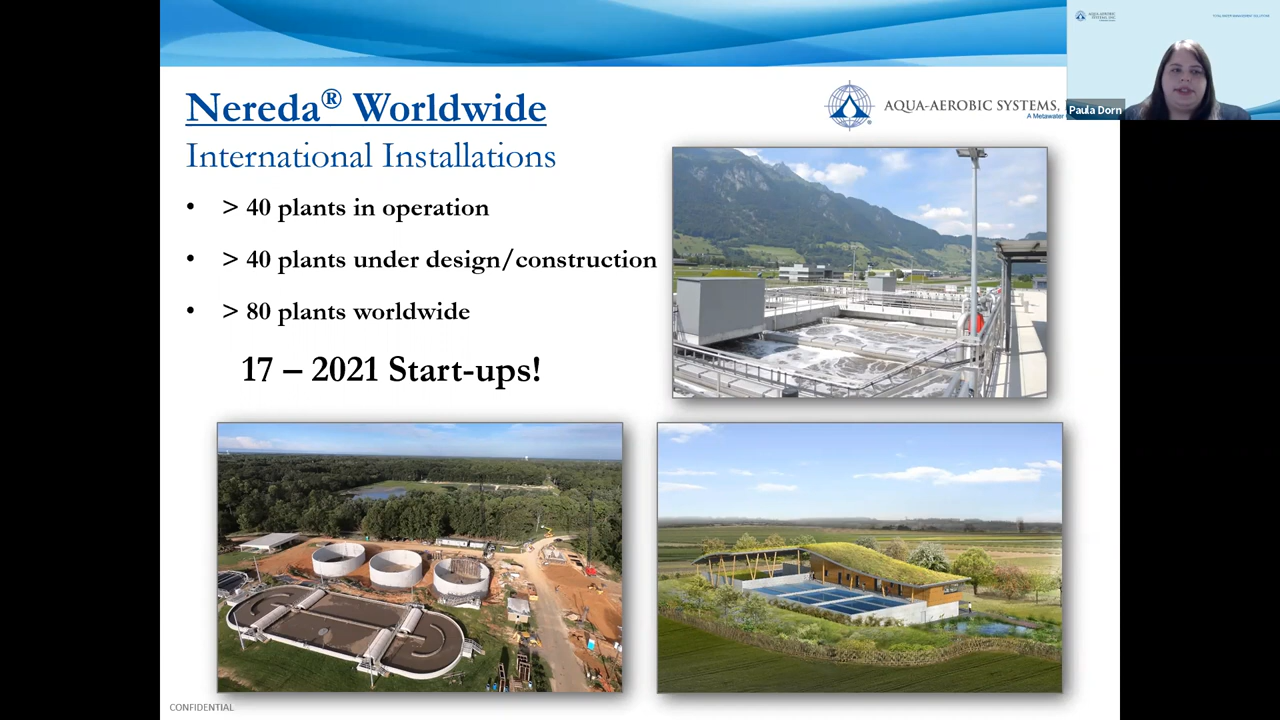 Nereda® Worldwide
International Installations
• > 40 plants in operation
• > 40 plants under design/construction
• > 80 plants worldwide
17 – 2021 Start-ups!
AQUA-AEROBIC SYSTEMS,
A Metawater
Paula Dorn
CONFIDENTIAL